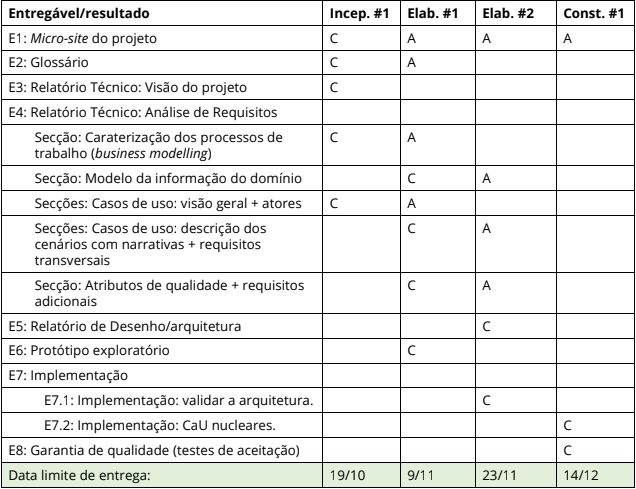 Entregável/resultado Incep. #1 Elab. #1 Elab. #2 Const. #1
E1: Micro-site do projeto C A A A
E2: Glossário C A
E3: Relatório Técnico: Visão do projeto C
E4: Relatório Técnico: Análise de Requisitos
Secção: Caraterização dos processos de C A
trabalho (business modelling)
Secção: Modelo da informação do domínio C A
Secções: Casos de uso: visão geral + atores C A
Secções: Casos de uso: descrição dos C A
cenários com narrativas + requisitos
transversais
Secção: Atributos de qualidade + requisitos C A
adicionais
E5: Relatório de Desenho/arquitetura C
E6: Protótipo exploratório C
E7: Implementação
E7.1: Implementação: validar a arquitetura. C
E7.2: Implementação: CaU nucleares. C
E8: Garantia de qualidade (testes de aceitação) C
Data limite de entrega: 19/10 9/11 23/11 14/12